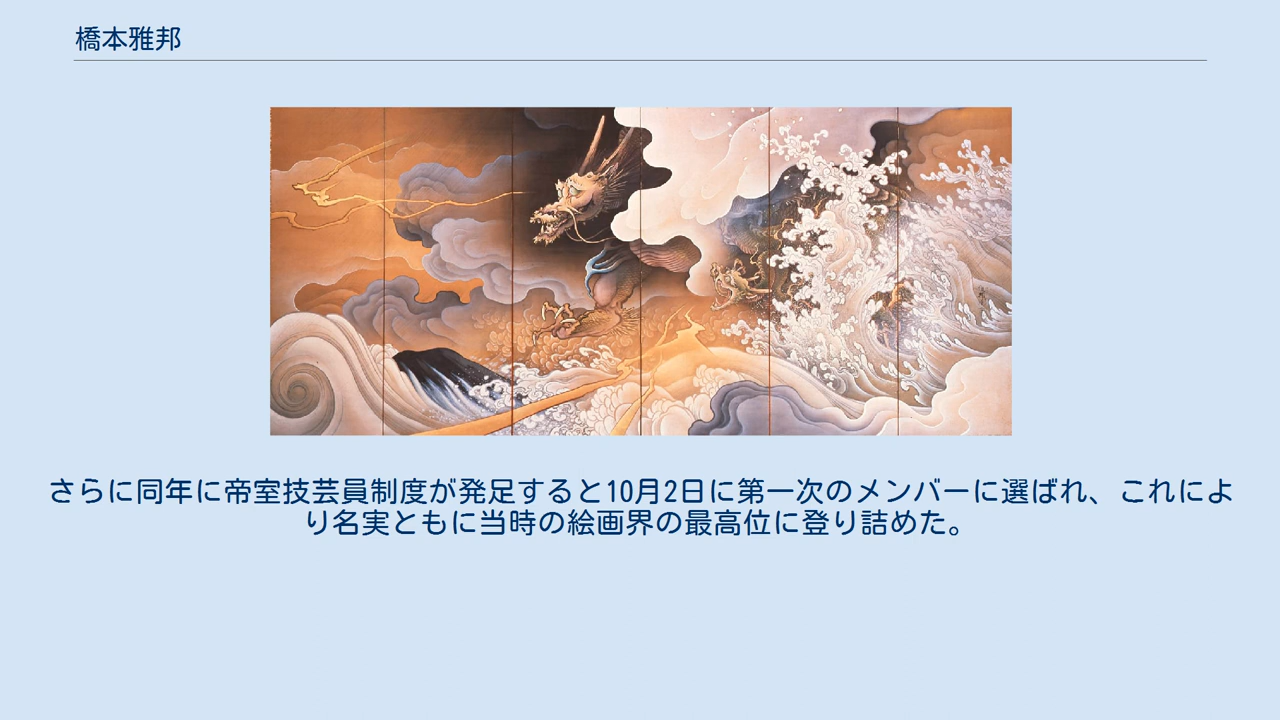 橋本雅邦
さらに同年に帝室技芸員制度が発足すると10月2日に第一次のメンバーに選ばれ、これによ
り名実ともに当時の絵画界の最高位に登り詰めた。